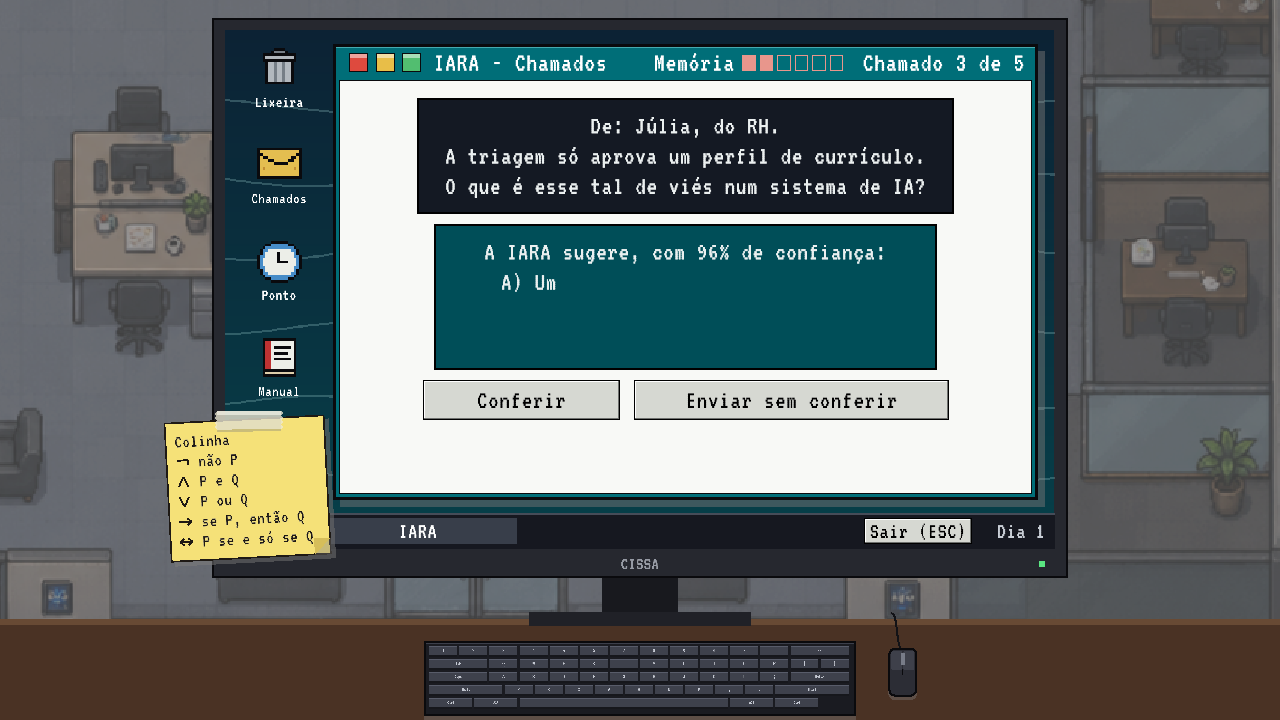 IARA - Chamados
Memória
Chamado 3 de 5
Lixeira
Chamados
Ponto
Manual
De: Júlia, do RH.
A triagem só aprova um perfil de currículo.
O que é esse tal de viés num sistema de IA?
A IARA sugere, com 96% de confiança:
A) Um
Conferir
Enviar sem conferir
Colinha
¬ não P
∧ P e Q
∨ P ou Q
→ se P, então Q
↔ P se e só se Q
IARA
Sair (ESC)
Dia 1
CISSA